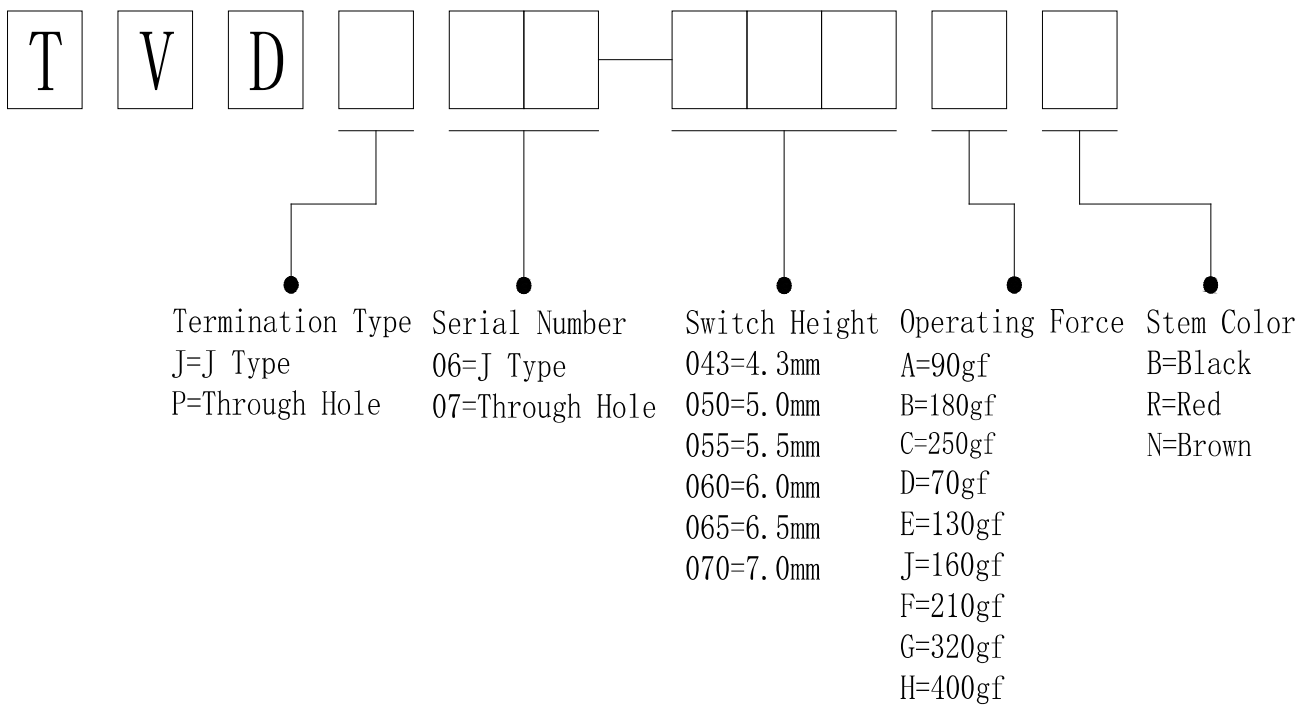 T V D
Termination Type
J=J Type
P=Through Hole
Serial Number
06=J Type
07=Through Hole
Switch Height
043=4.3mm
050=5.0mm
055=5.5mm
060=6.0mm
065=6.5mm
070=7.0mm
Operating Force
A=90gf
B=180gf
C=250gf
D=70gf
E=130gf
J=160gf
F=210gf
G=320gf
H=400gf
Stem Color
B=Black
R=Red
N=Brown